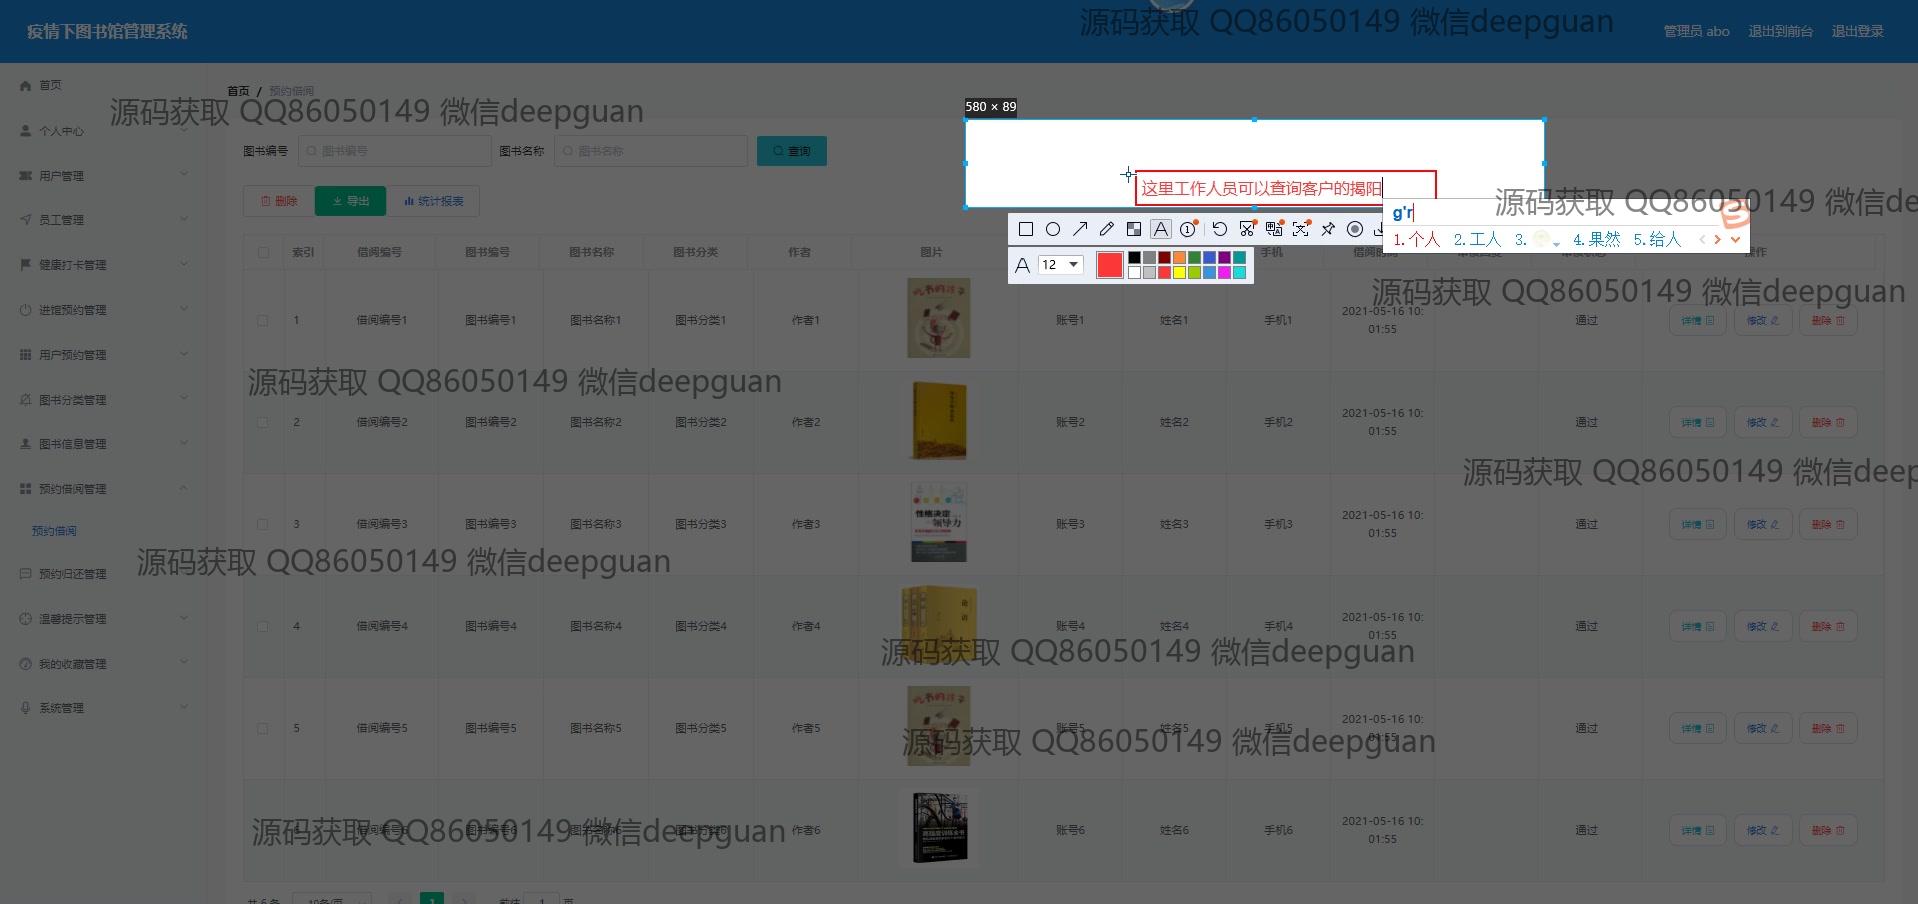 疫情下图书馆管理系统
源码获取 QQ86050149 微信deepguan
管理员 abo 退出到前台 退出登录
首页
个人中心
用户管理
员工管理
健康打卡管理
进馆预约管理
用户预约管理
图书分类管理
图书信息管理
预约借阅管理
预约借阅
预约归还管理
温馨提示管理
我的收藏管理
系统管理
首页 / 预约借阅
源码获取 QQ86050149 微信deepguan
图书编号 图书编号 图书名称 图书名称 查询
删除 导出 统计报表
580 × 89
这里工作人员可以查询客户的揭阳
g'r
1.个人 2.工人 3. 4.果然 5.给人
12
源码获取 QQ86050149 微信deepguan
索引 借阅编号 图书编号 图书名称 图书分类 作者 图片 手机
源码获取 QQ86050149 微信deepguan
1 借阅编号1 图书编号1 图书名称1 图书分类1 作者1 账号1 姓名1 手机1 2021-05-16 10:01:55 通过 详情 修改 删除
源码获取 QQ86050149 微信deepguan
2 借阅编号2 图书编号2 图书名称2 图书分类2 作者2 账号2 姓名2 手机2 2021-05-16 10:01:55 通过 详情 修改 删除
源码获取 QQ86050149 微信deep
3 借阅编号3 图书编号3 图书名称3 图书分类3 作者3 性格决定领导力 账号3 姓名3 手机3 2021-05-16 10:01:55 通过 详情 修改 删除
源码获取 QQ86050149 微信deepguan
4 借阅编号4 图书编号4 图书名称4 图书分类4 作者4 账号4 姓名4 手机4 2021-05-16 10:01:55 通过 详情 修改 删除
源码获取 QQ86050149 微信deepguan
5 借阅编号5 图书编号5 图书名称5 图书分类5 作者5 账号5 姓名5 手机5 2021-05-16 10:01:55 通过 详情 修改 删除
源码获取 QQ86050149 微信deepguan
6 借阅编号6 图书编号6 图书名称6 图书分类6 作者6 账号6 姓名6 手机6 2021-05-16 10:01:55 通过 详情 修改 删除
源码获取 QQ86050149 微信deepguan
共 6 条 10条/页 1 前往 1 页